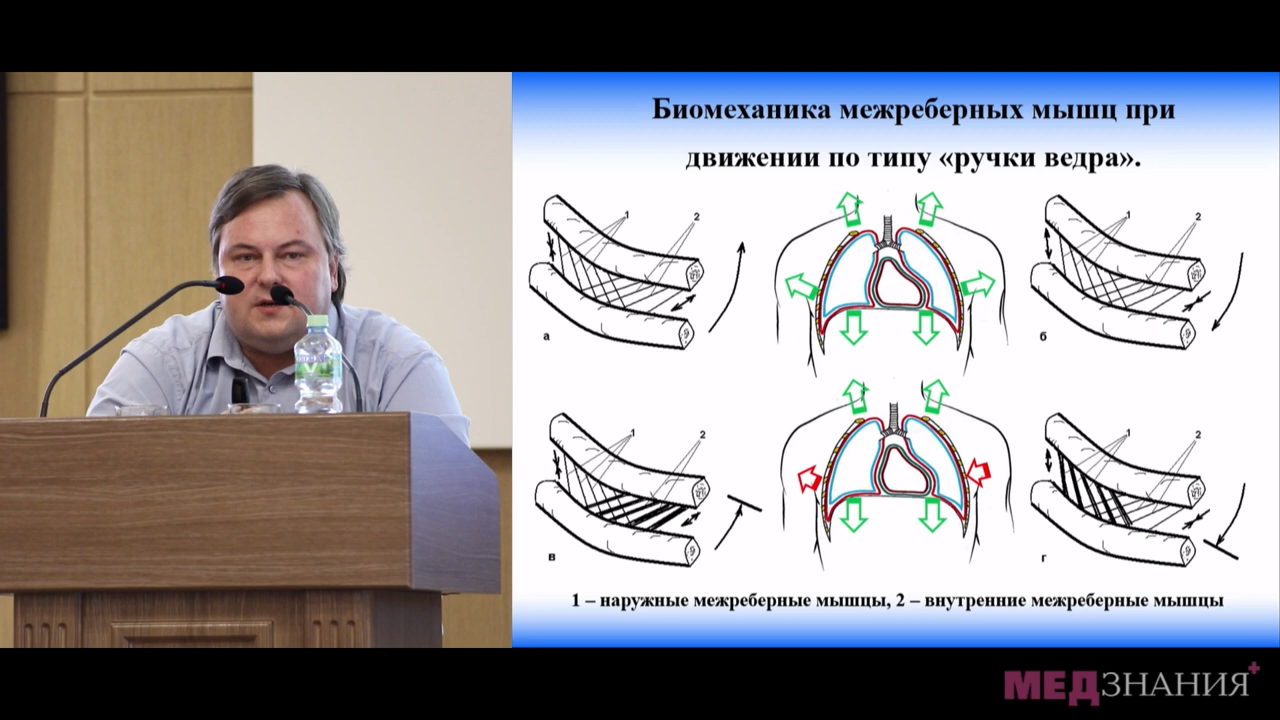 Биомеханика межреберных мышц при
движении по типу «ручки ведра».
1 2
1 2
а
б
1 2
1 2
в
г
1 – наружные межреберные мышцы, 2 – внутренние межреберные мышцы
МЕДЗНАНИЯ+